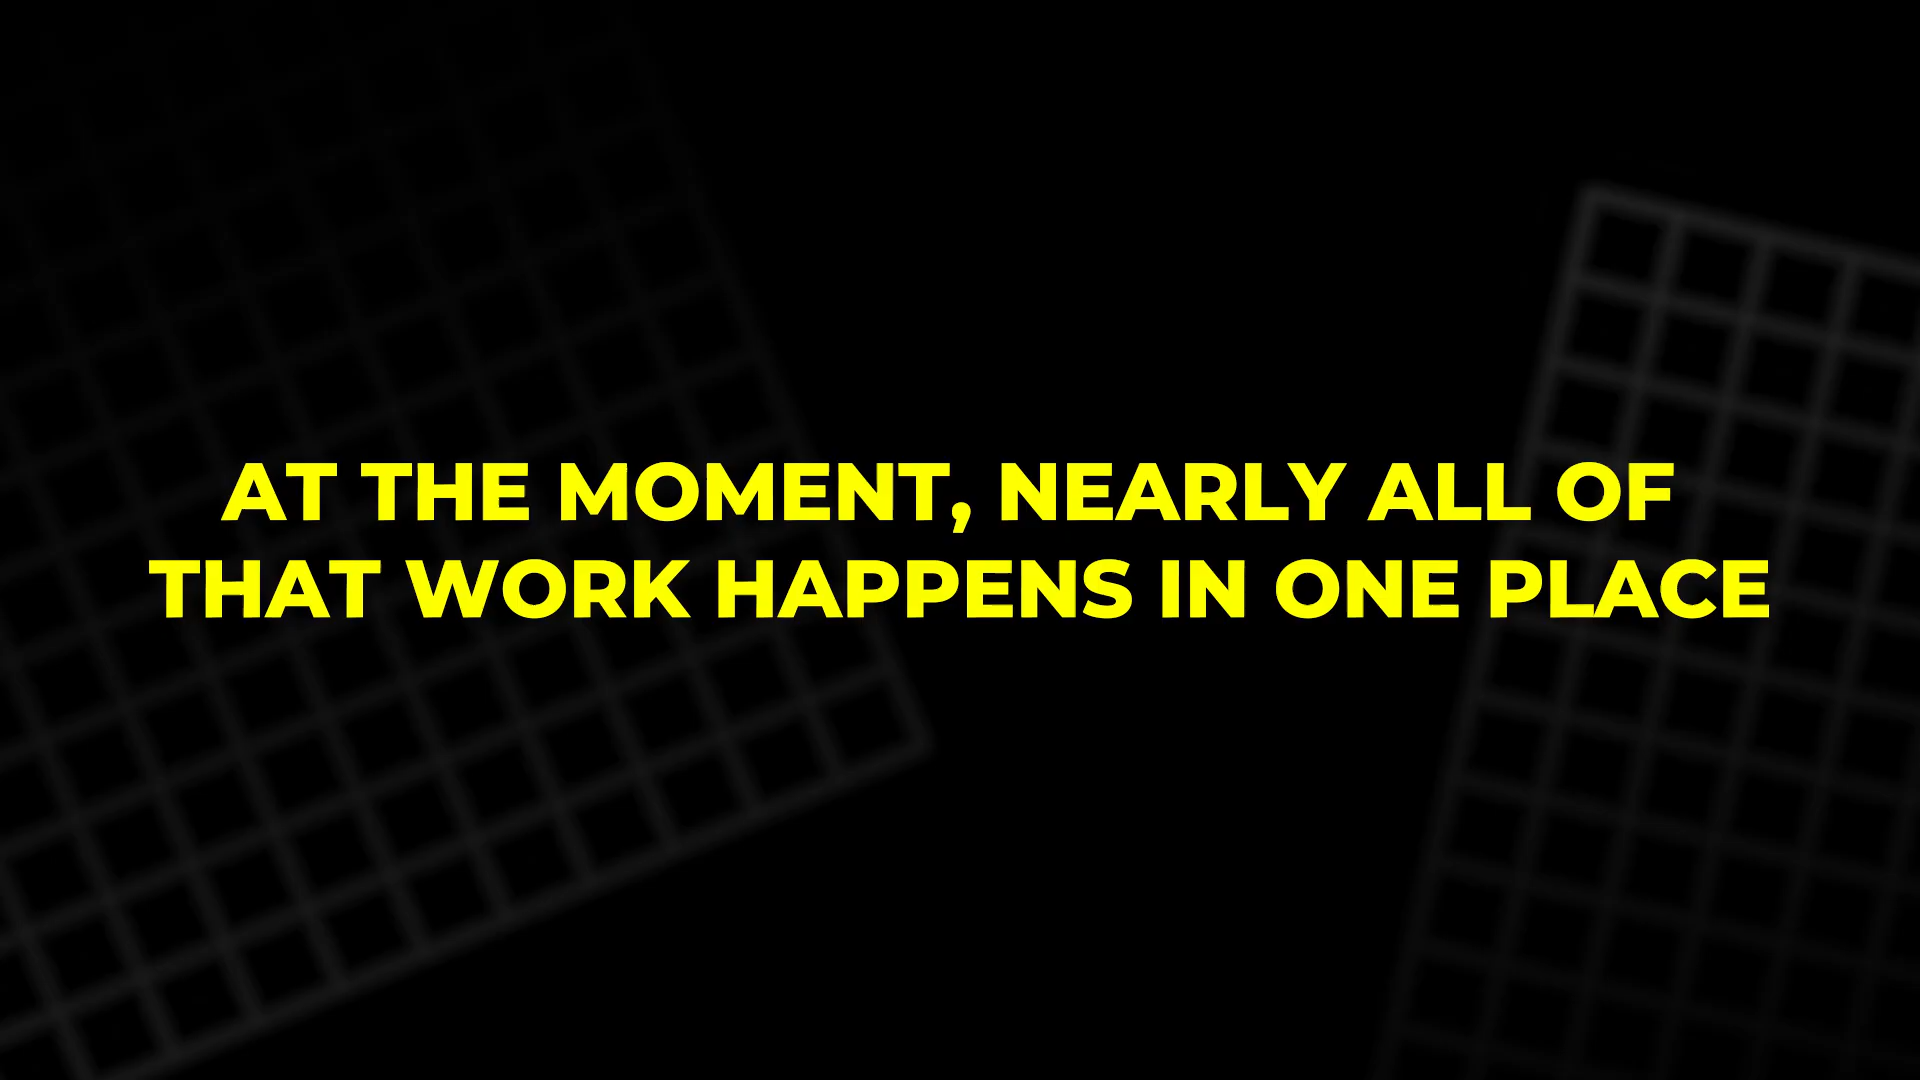 AT THE MOMENT, NEARLY ALL OF
THAT WORK HAPPENS IN ONE PLACE